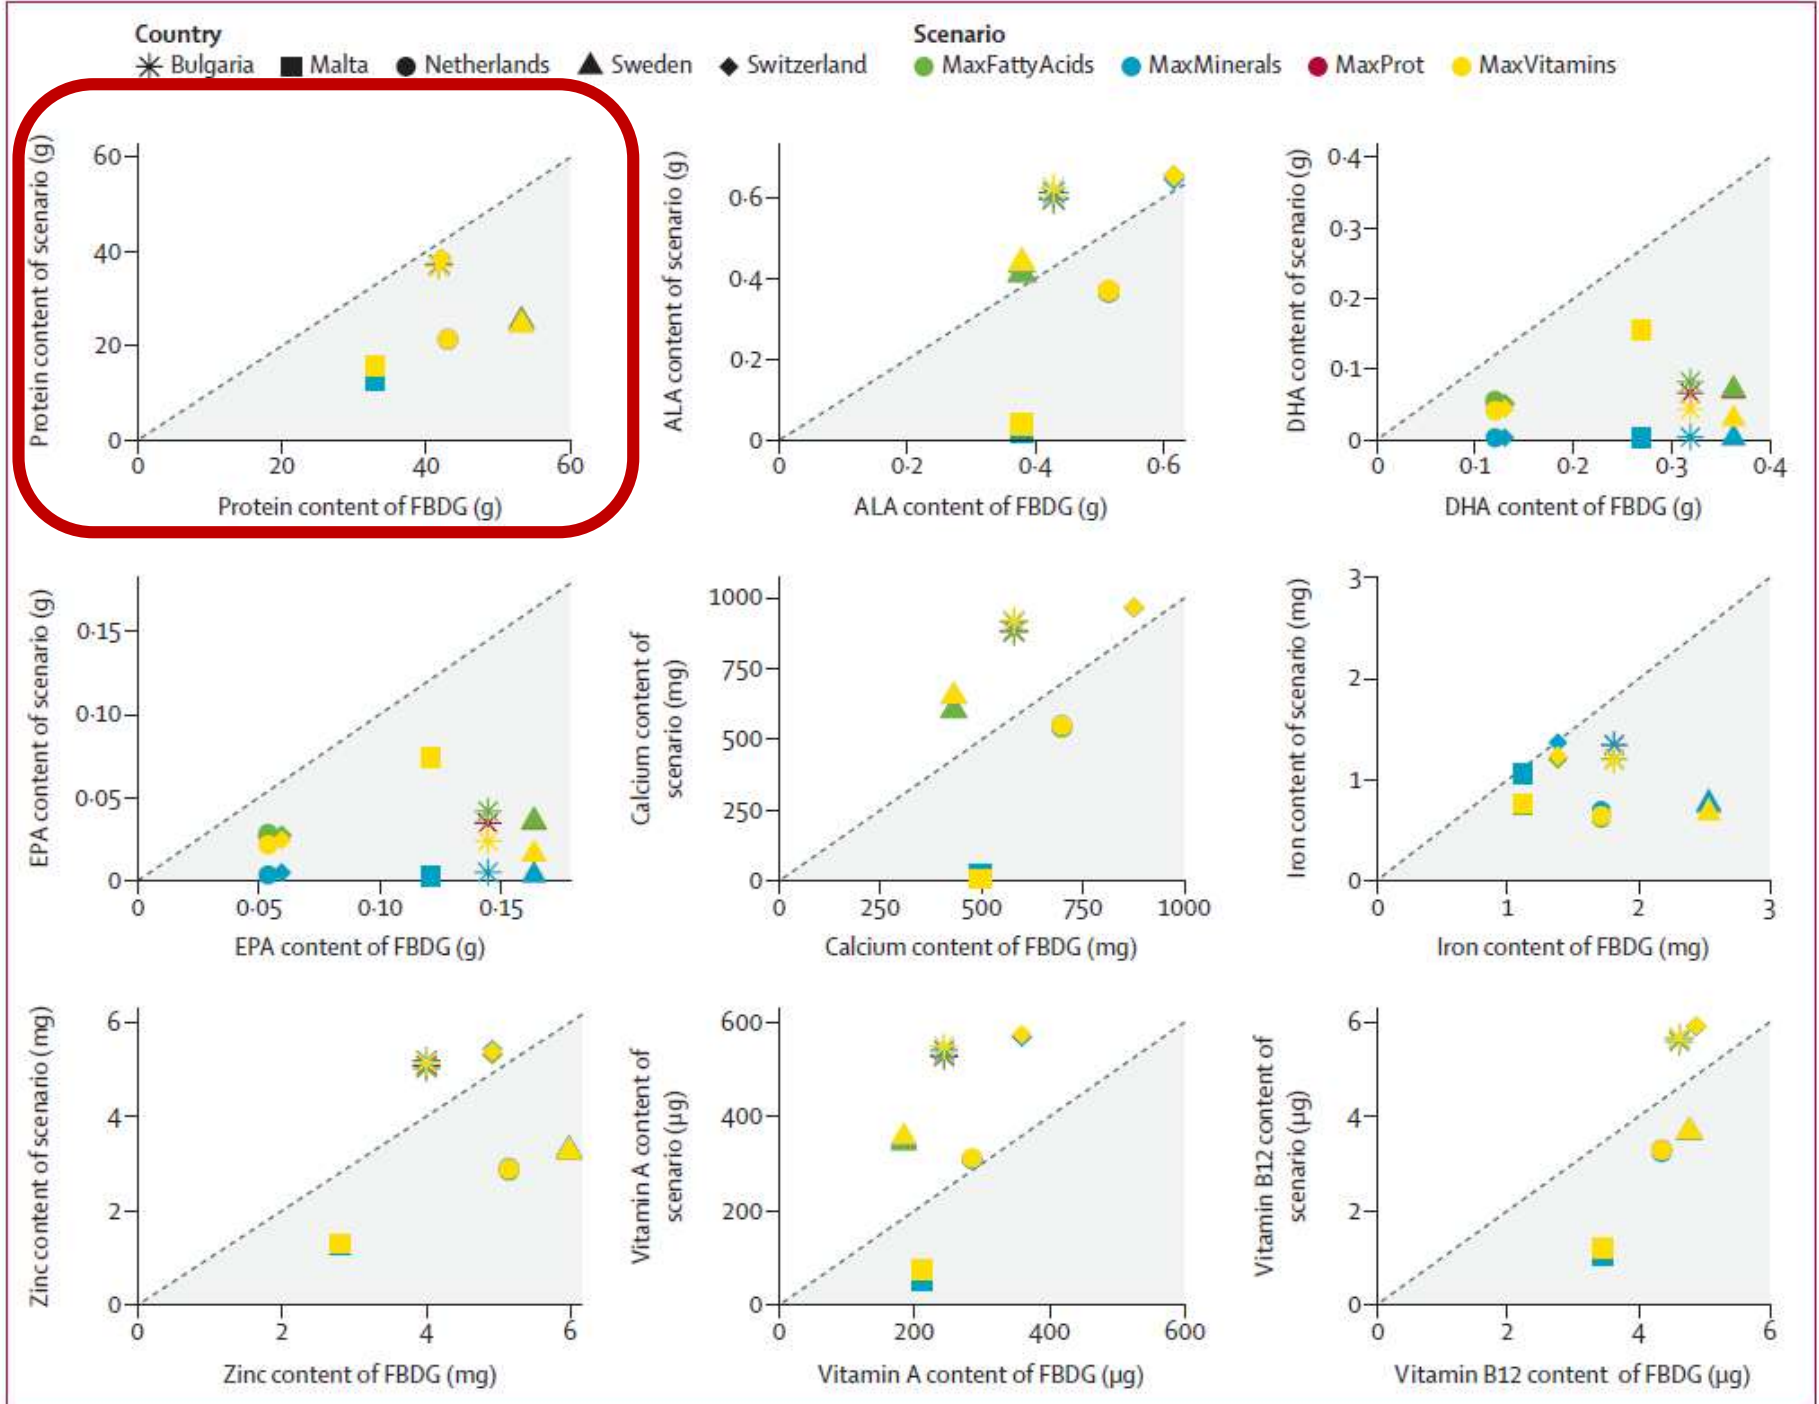 Country
Scenario
Bulgaria Malta Netherlands Sweden Switzerland
MaxFattyAcids MaxMinerals MaxProt MaxVitamins
Protein content of scenario (g)
60
40
20
0
0 20 40 60
Protein content of FBDG (g)
ALA content of scenario (g)
0·6
0·4
0·2
0
0 0·2 0·4 0·6
ALA content of FBDG (g)
DHA content of scenario (g)
0·4
0·3
0·2
0·1
0
0 0·1 0·2 0·3 0·4
DHA content of FBDG (g)
EPA content of scenario (g)
0·15
0·10
0·05
0
0 0·05 0·10 0·15
EPA content of FBDG (g)
Calcium content of
scenario (mg)
1000
750
500
250
0
0 250 500 750 1000
Calcium content of FBDG (mg)
Iron content of scenario (mg)
3
2
1
0
0 1 2 3
Iron content of FBDG (mg)
Zinc content of scenario (mg)
6
4
2
0
0 2 4 6
Zinc content of FBDG (mg)
Vitamin A content of
scenario (μg)
600
400
200
0
0 200 400 600
Vitamin A content of FBDG (μg)
Vitamin B12 content of
scenario (μg)
6
4
2
0
0 2 4 6
Vitamin B12 content of FBDG (μg)